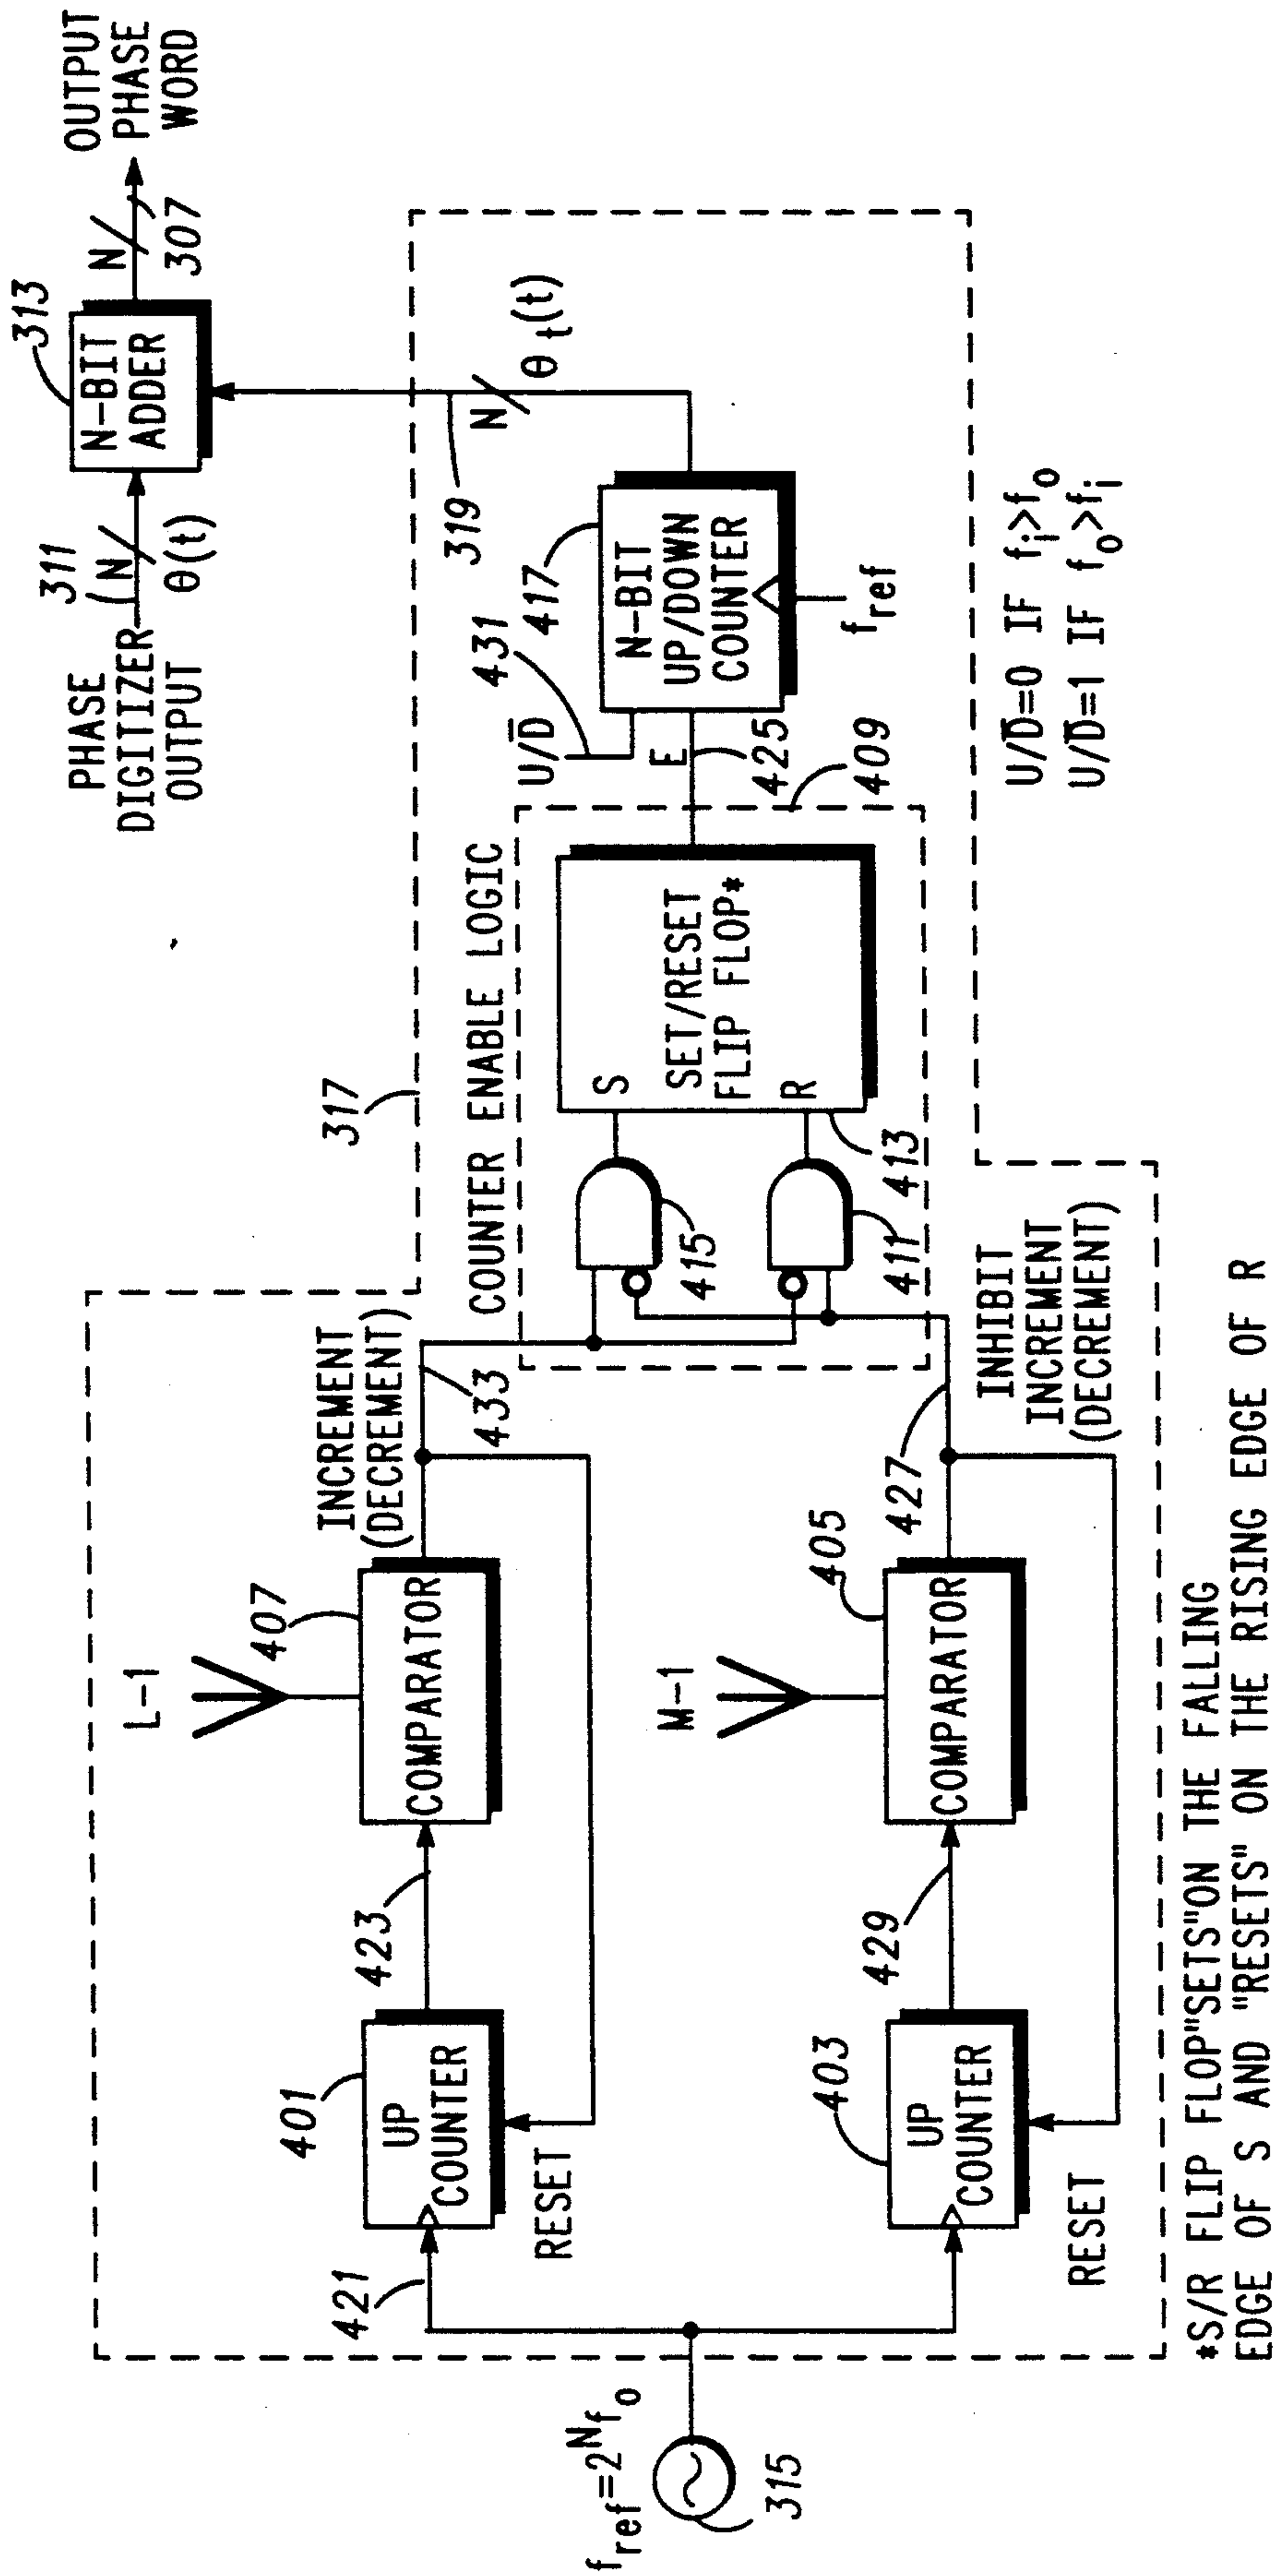 PHASE
DIGITIZER
OUTPUT
311
N
θ(t)
313
N-BIT
ADDER
N
307
OUTPUT
PHASE
WORD
317
319
N
θt(t)
L-1
407
COMPARATOR
401
UP
COUNTER
421
RESET
423
INCREMENT
(DECREMENT)
433
COUNTER ENABLE LOGIC
415
411
S
R
SET/RESET
FLIP FLOP*
413
409
425
E
U/D̅
431
417
N-BIT
UP/DOWN
COUNTER
fref
fref=2ᴺfo
315
M-1
405
COMPARATOR
403
UP
COUNTER
RESET
429
427
INHIBIT
INCREMENT
(DECREMENT)
U/D̅=0 IF fi>fo
U/D̅=1 IF fo>fi
*S/R FLIP FLOP"SETS"ON THE FALLING
EDGE OF S AND "RESETS" ON THE RISING EDGE OF R